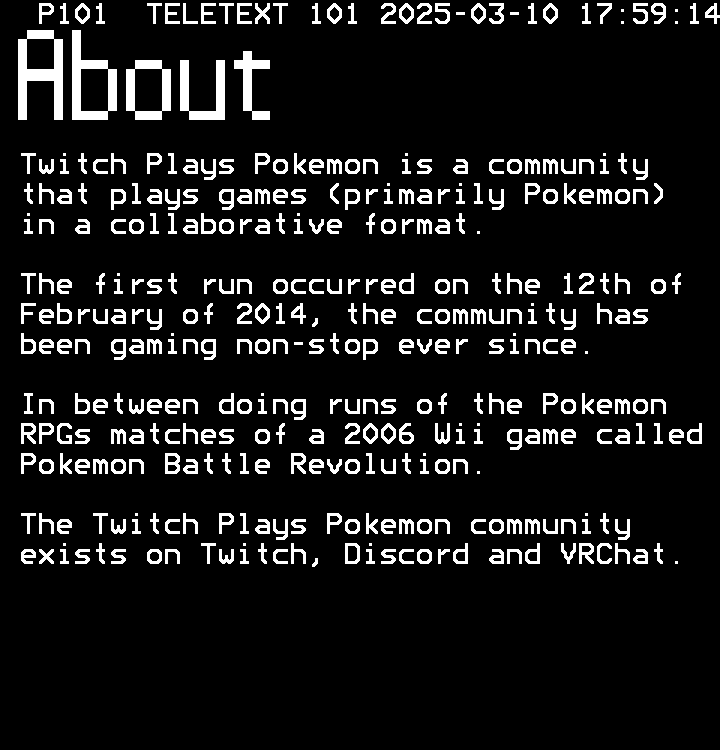 P101 TELETEXT 101 2025-03-10 17:59:14
About
Twitch Plays Pokemon is a community
that plays games (primarily Pokemon)
in a collaborative format.
The first run occurred on the 12th of
February of 2014, the community has
been gaming non-stop ever since.
In between doing runs of the Pokemon
RPGs matches of a 2006 Wii game called
Pokemon Battle Revolution.
The Twitch Plays Pokemon community
exists on Twitch, Discord and VRChat.